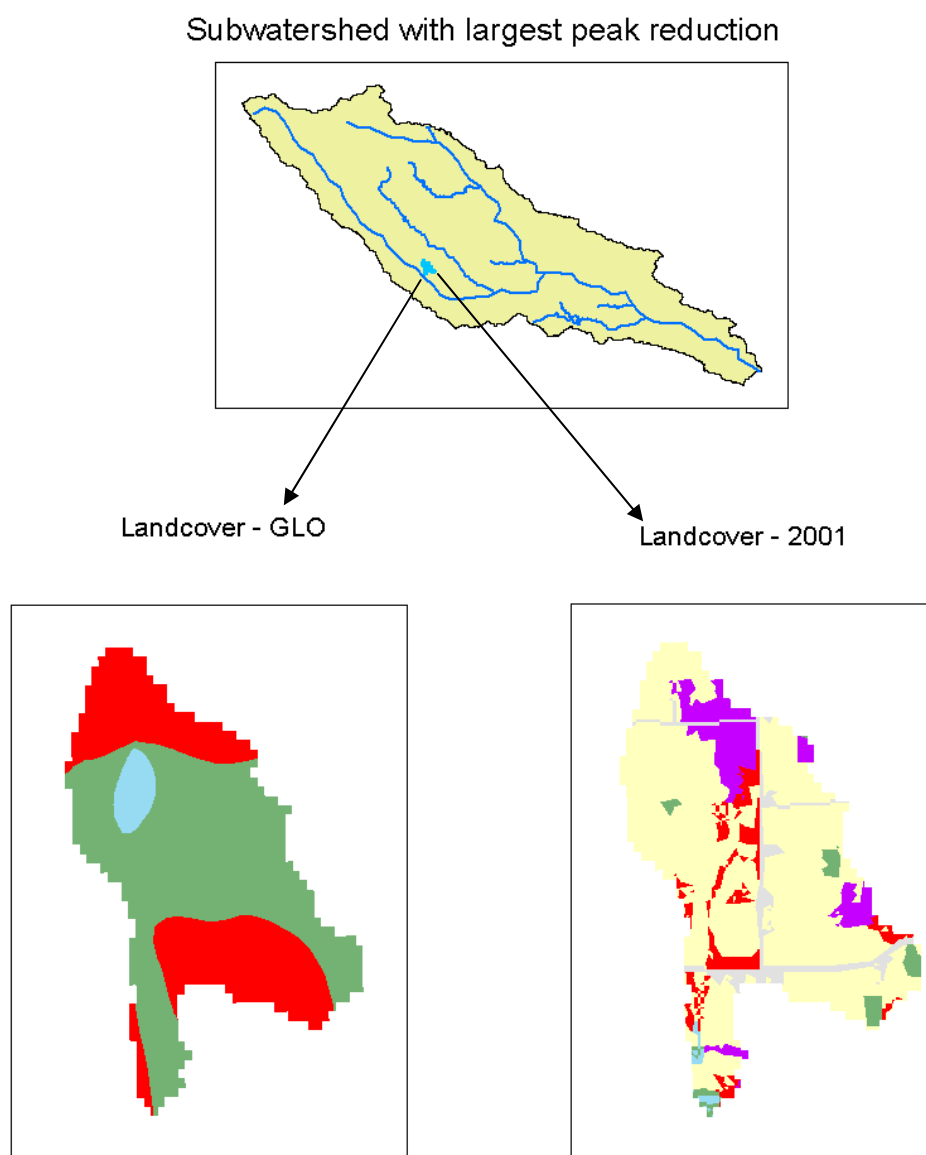 Subwatershed with largest peak reduction
Landcover - GLO
Landcover - 2001